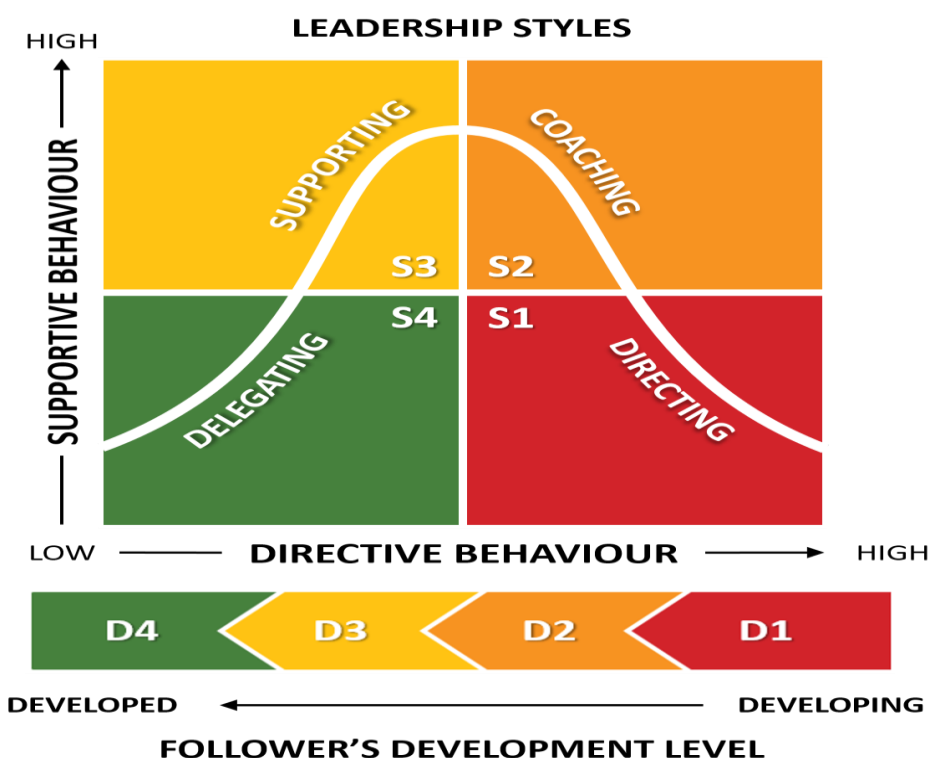 LEADERSHIP STYLES
HIGH
SUPPORTIVE BEHAVIOUR
SUPPORTING
COACHING
S3
S2
S4
S1
DELEGATING
DIRECTING
LOW
DIRECTIVE BEHAVIOUR
HIGH
D4
D3
D2
D1
DEVELOPED
DEVELOPING
FOLLOWER'S DEVELOPMENT LEVEL